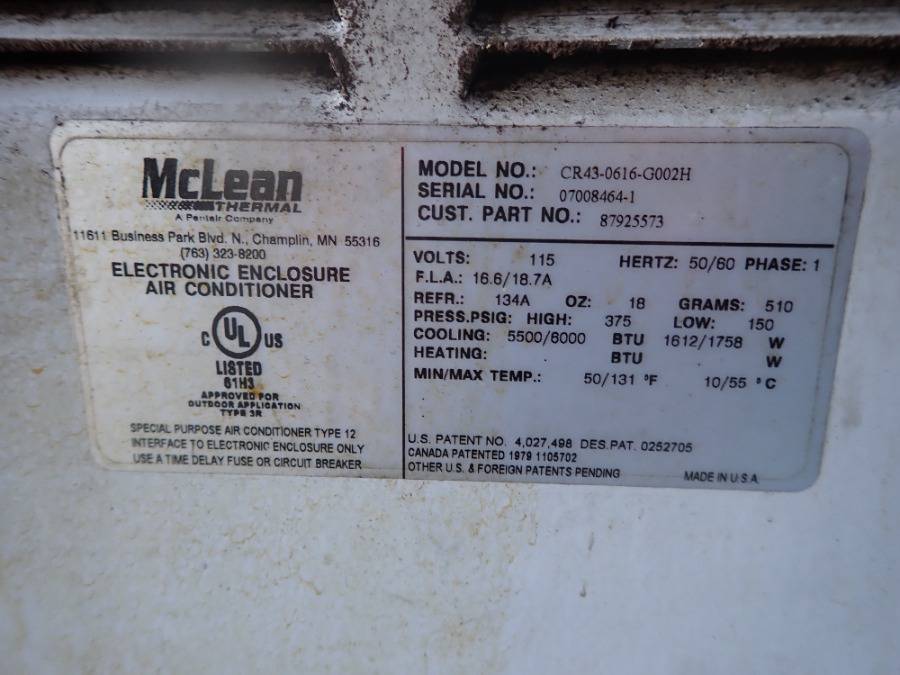 McLean
THERMAL
A Pentair Company
11611 Business Park Blvd. N., Champlin, MN 55316
(763) 323-8200
ELECTRONIC ENCLOSURE
AIR CONDITIONER
C UL US
LISTED
61H3
APPROVED FOR
OUTDOOR APPLICATION
TYPE 3R
SPECIAL PURPOSE AIR CONDITIONER TYPE 12
INTERFACE TO ELECTRONIC ENCLOSURE ONLY
USE A TIME DELAY FUSE OR CIRCUIT BREAKER
MODEL NO.: CR43-0616-G002H
SERIAL NO.: 07008464-1
CUST. PART NO.: 87925573
VOLTS: 115 HERTZ: 50/60 PHASE: 1
F.L.A.: 16.6/18.7A
REFR.: 134A OZ: 18 GRAMS: 510
PRESS.PSIG: HIGH: 375 LOW: 150
COOLING: 5500/6000 BTU 1612/1758 W
HEATING: BTU W
MIN/MAX TEMP.: 50/131 °F 10/55 °C
U.S. PATENT NO. 4,027,498 DES.PAT. 0252705
CANADA PATENTED 1979 1105702
OTHER U.S. & FOREIGN PATENTS PENDING
MADE IN U.S.A.